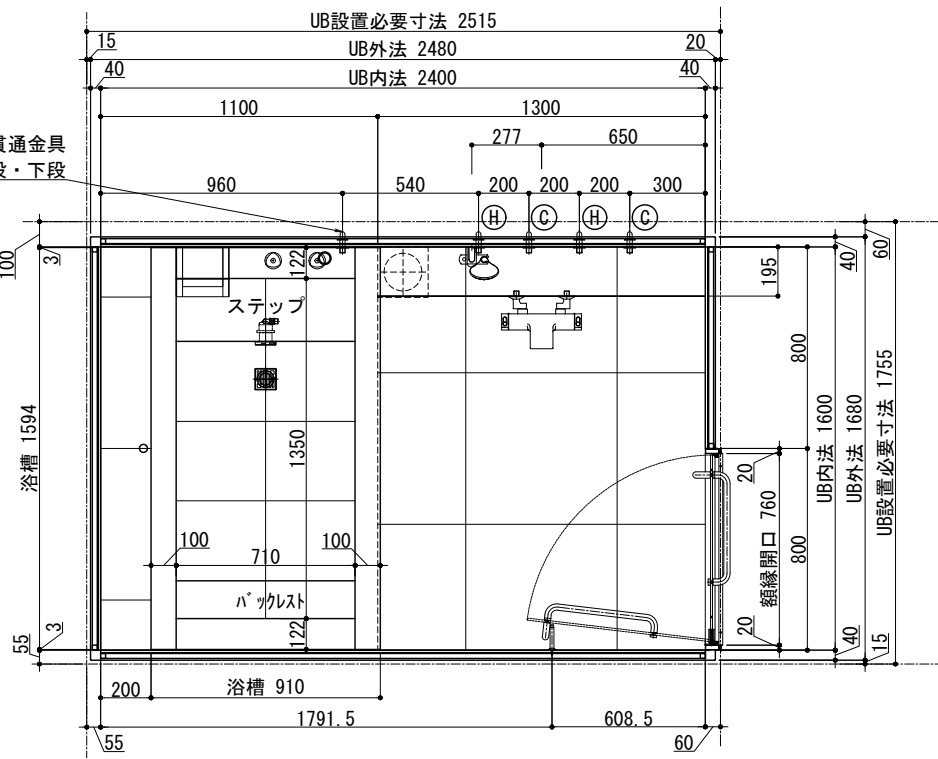 UB設置必要寸法 2515
15
UB外法 2480
20
40
UB内法 2400
40
1100
1300
貫通金具
277
650
段・下段
960
540
200
200
200
300
H
C
H
C
100
3
122
40
60
195
ステップ
800
浴槽 1594
1350
UB内法 1600
UB外法 1680
UB設置必要寸法 1755
20
額縁開口 760
800
100
710
100
バックレスト
55
3
122
20
40
15
200
浴槽 910
1791.5
608.5
55
60